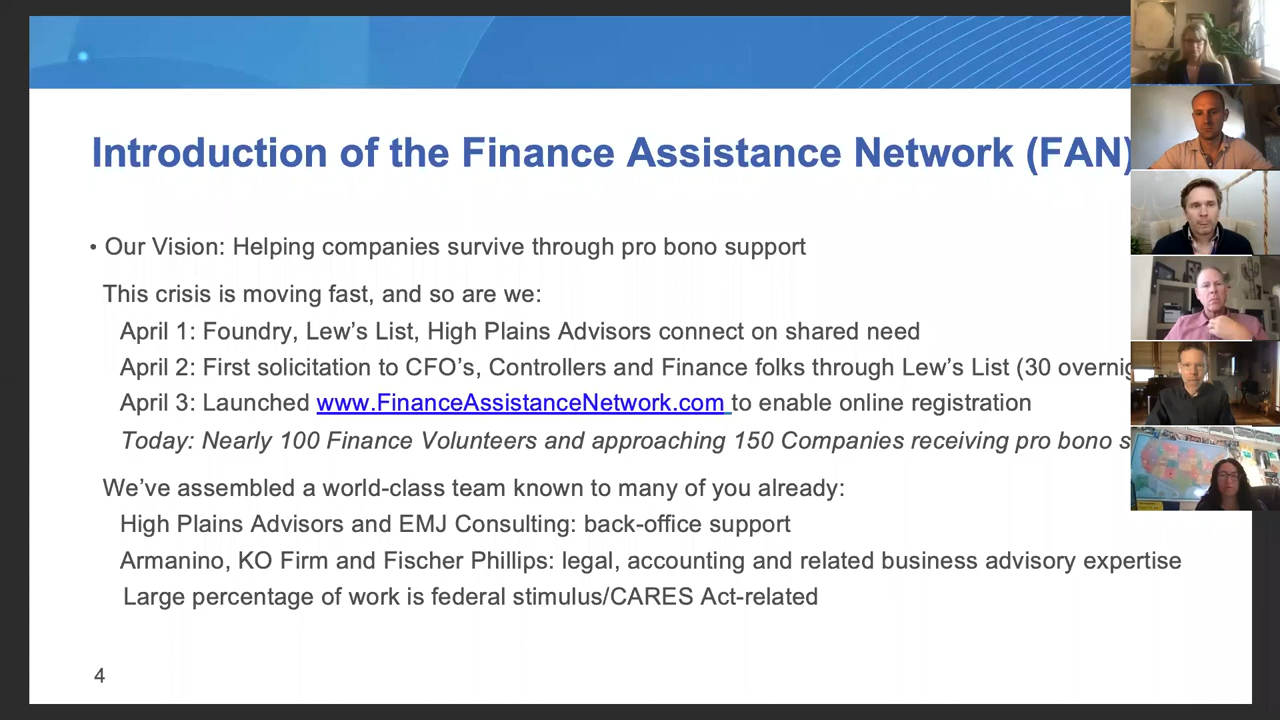 Introduction of the Finance Assistance Network (FAN)
• Our Vision: Helping companies survive through pro bono support
This crisis is moving fast, and so are we:
April 1: Foundry, Lew's List, High Plains Advisors connect on shared need
April 2: First solicitation to CFO's, Controllers and Finance folks through Lew's List (30
April 3: Launched www.FinanceAssistanceNetwork.com to enable online registration
Today: Nearly 100 Finance Volunteers and approaching 150 Companies receiving pro bono
We've assembled a world-class team known to many of you already:
High Plains Advisors and EMJ Consulting: back-office support
Armanino, KO Firm and Fischer Phillips: legal, accounting and related business advisory expertise
Large percentage of work is federal stimulus/CARES Act-related
4